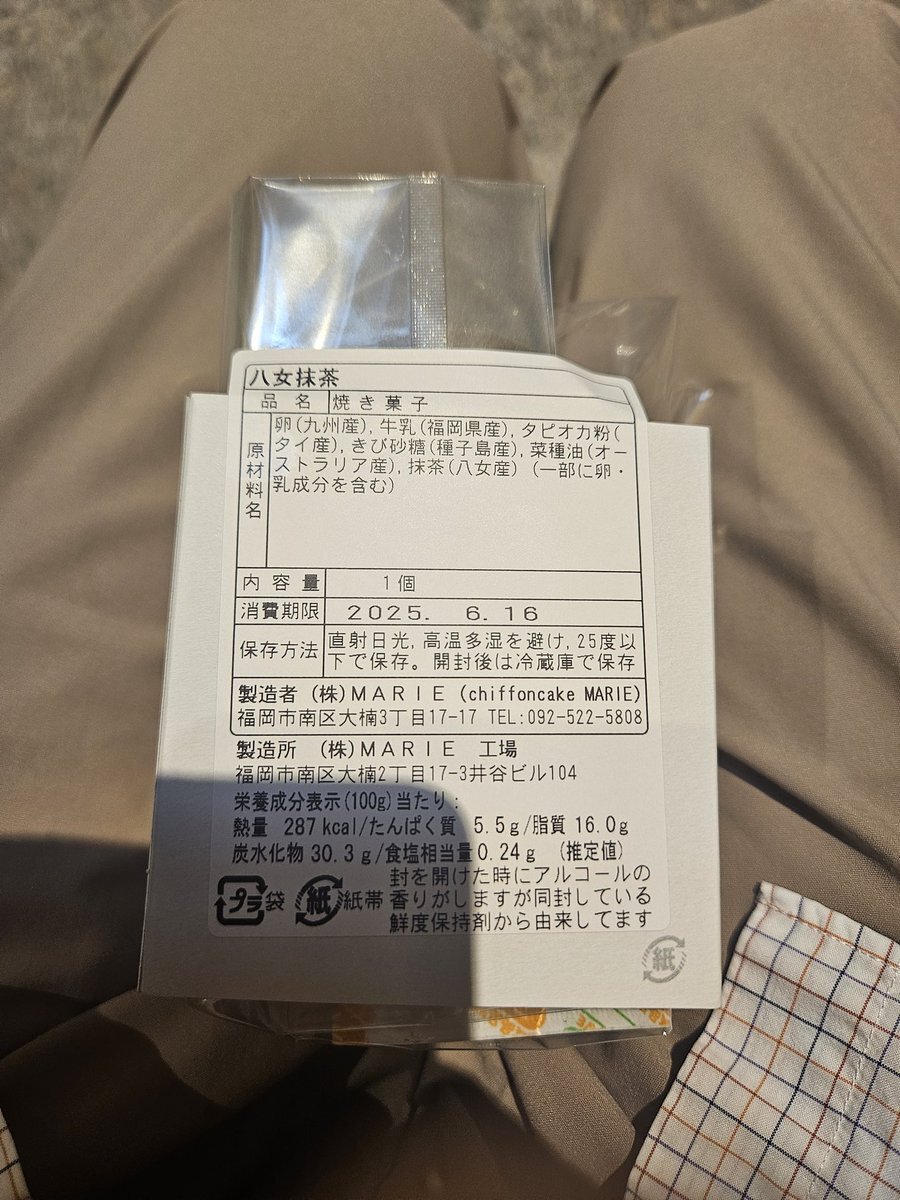 八女抹茶
品名 焼き菓子
原材料名 卵(九州産),牛乳(福岡県産),タピオカ粉(
タイ産),きび砂糖(種子島産),菜種油(オー
ストラリア産),抹茶(八女産) (一部に卵・
乳成分を含む)
内容量 1個
消費期限 2025. 6.16
保存方法 直射日光,高温多湿を避け,25度以
下で保存。開封後は冷蔵庫で保存
製造者 (株)MARIE (chiffoncake MARIE)
福岡市南区大楠3丁目17-17 TEL:092-522-5808
製造所 (株)MARIE 工場
福岡市南区大楠2丁目17-3井谷ビル104
栄養成分表示(100g)当たり:
熱量 287kcal/たんぱく質 5.5g/脂質 16.0g
炭水化物 30.3g/食塩相当量0.24g (推定値)
封を開けた時にアルコールの
プラ 袋 紙 紙帯 香りがしますが同封している
鮮度保持剤から由来してます
紙